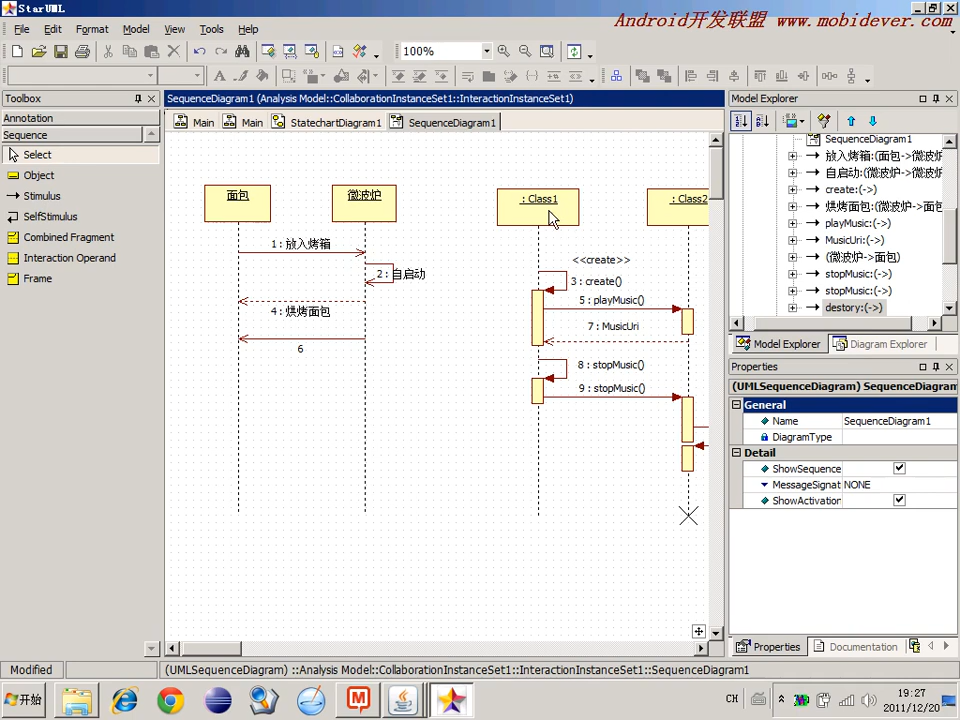 StarUML
Android开发联盟 www.mobidever.com
File Edit Format Model View Tools Help
100%
Toolbox
Annotation
Sequence
Select
Object
Stimulus
SelfStimulus
Combined Fragment
Interaction Operand
Frame
SequenceDiagram1 (Analysis Model::CollaborationInstanceSet1::InteractionInstanceSet1)
Main Main StatechartDiagram1 SequenceDiagram1
面包
微波炉
: Class1
: Class2
1 : 放入烤箱
2 : 自启动
<<create>>
3 : create()
4 : 烘烤面包
5 : playMusic()
6
7 : MusicUri
8 : stopMusic()
9 : stopMusic()
Model Explorer
SequenceDiagram1
放入烤箱:(面包->微波炉
自启动:(微波炉->微波炉
create:(->)
烘烤面包:(微波炉->面包
playMusic:(->)
MusicUri:(->)
(微波炉->面包)
stopMusic:(->)
stopMusic:(->)
destory:(->)
Model Explorer Diagram Explorer
Properties
(UMLSequenceDiagram) SequenceDiagram
General
Name SequenceDiagram1
DiagramType
Detail
ShowSequence
MessageSignat NONE
ShowActivation
Properties Documentation
Modified
(UMLSequenceDiagram) ::Analysis Model::CollaborationInstanceSet1::InteractionInstanceSet1::SequenceDiagram1
开始
CH
19:27
2011/12/20